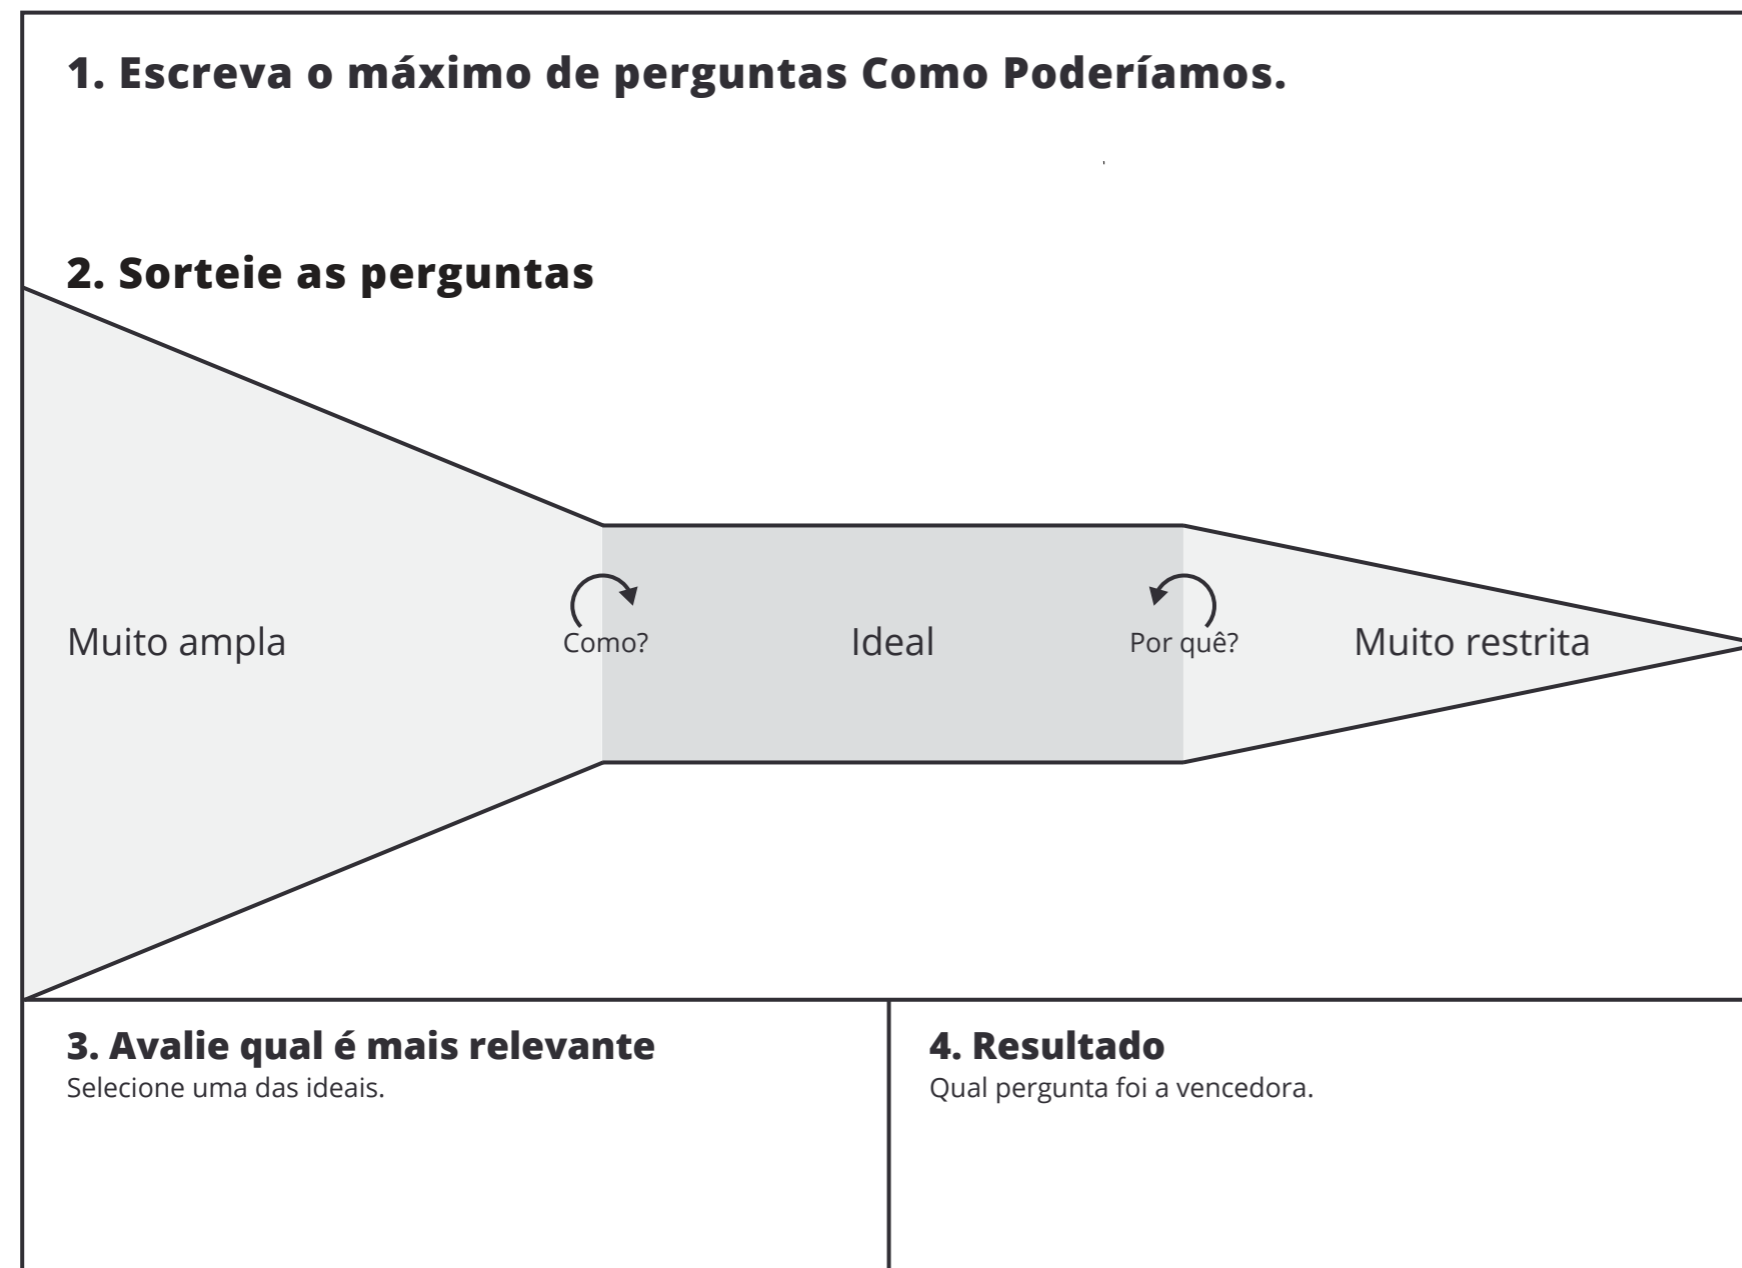 1. Escreva o máximo de perguntas Como Poderíamos.
2. Sorteie as perguntas
Muito ampla
Como?
Ideal
Por quê?
Muito restrita
3. Avalie qual é mais relevante
Selecione uma das ideais.
4. Resultado
Qual pergunta foi a vencedora.